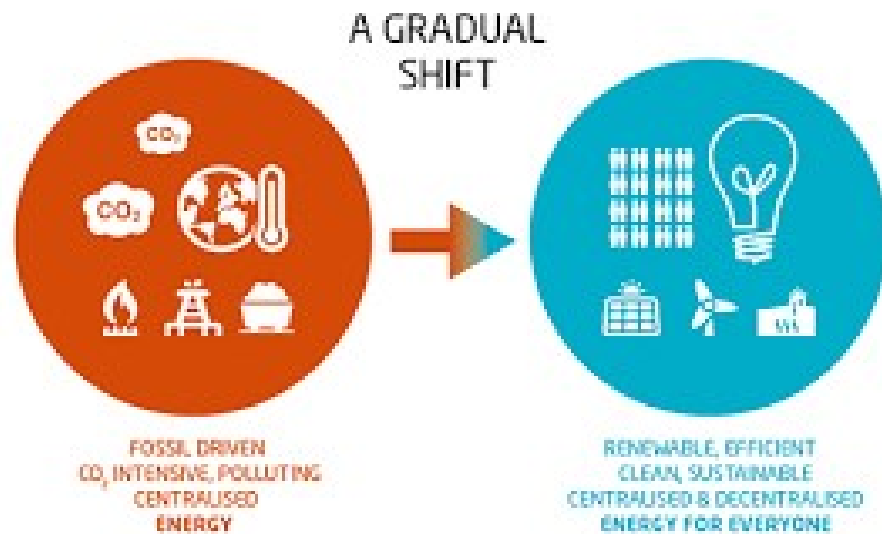 A GRADUAL
SHIFT
CO₂
CO₂
FOSSIL DRIVEN
CO₂ INTENSIVE, POLLUTING
CENTRALISED
ENERGY
RENEWABLE, EFFICIENT
CLEAN, SUSTAINABLE
CENTRALISED & DECENTRALISED
ENERGY FOR EVERYONE